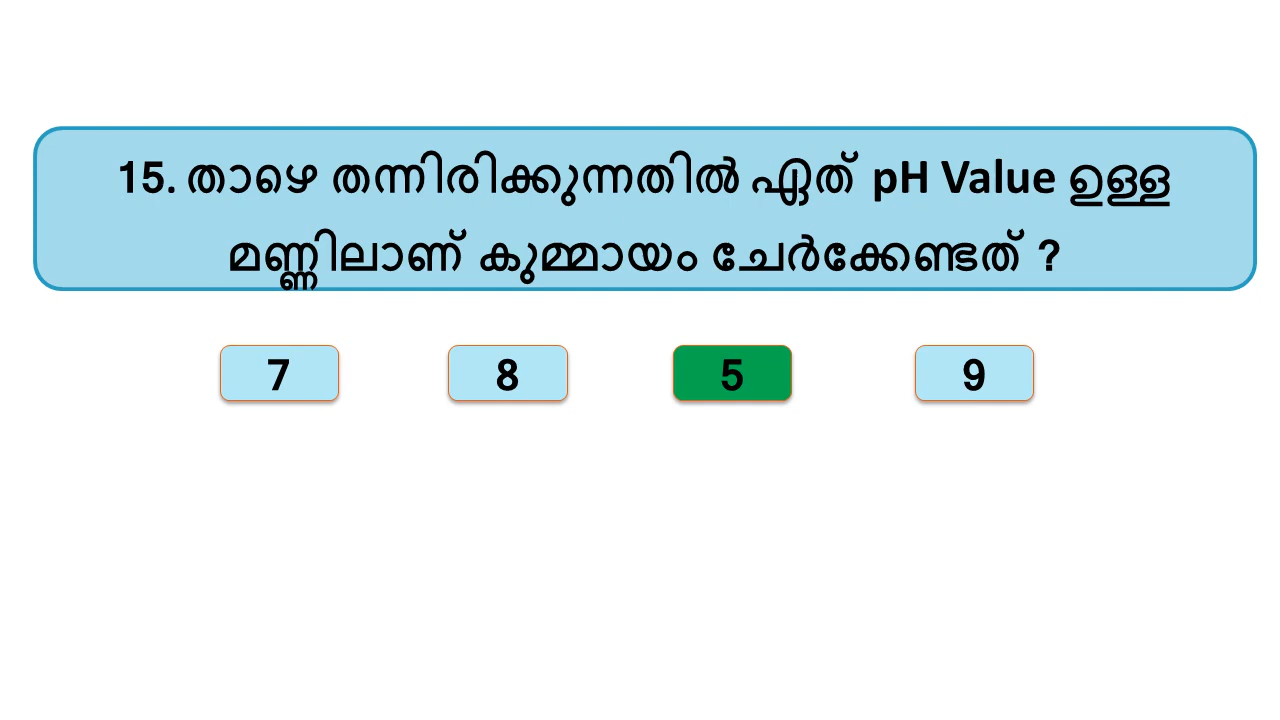 15. താഴെ തന്നിരിക്കുന്നതിൽ ഏത് pH Value ഉള്ള
മണ്ണിലാണ് കുമ്മായം ചേർക്കേണ്ടത് ?
7 8 5 9